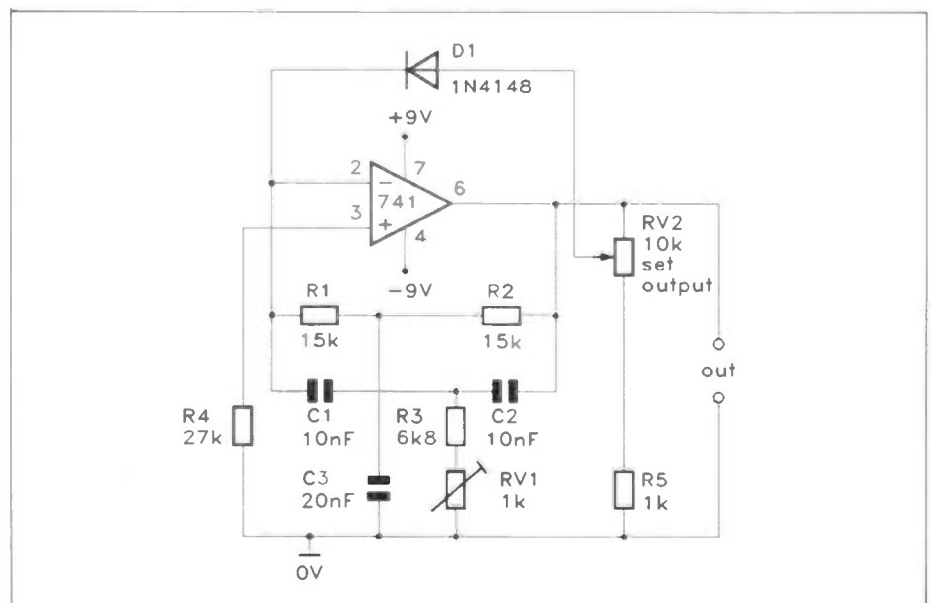 D1
1N4148
+9V
2
7
−
741
6
3
+
4
−9V
RV2
10k
set
output
R1
15k
R2
15k
out
R4
27k
C1
10nF
R3
6k8
C2
10nF
C3
20nF
RV1
1k
R5
1k
0V